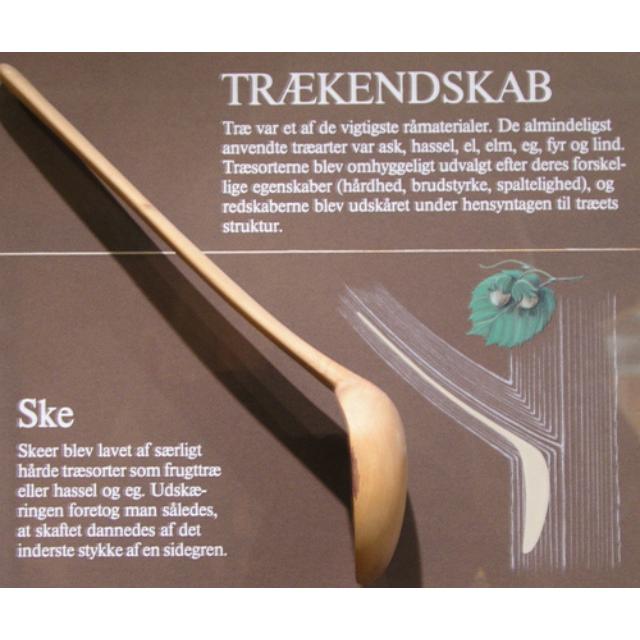 TRÆKENDSKAB
Træ var et af de vigtigste råmaterialer. De almindeligst
anvendte træarter var ask, hassel, el, elm, eg, fyr og lind.
Træsorterne blev omhyggeligt udvalgt efter deres forskel-
lige egenskaber (hårdhed, brudstyrke, spaltelighed), og
redskaberne blev udskåret under hensyntagen til træets
struktur.
Ske
Skeer blev lavet af særligt
hårde træsorter som frugttræ
eller hassel og eg. Udskæ-
ringen foretog man således,
at skaftet dannedes af det
inderste stykke af en sidegren.